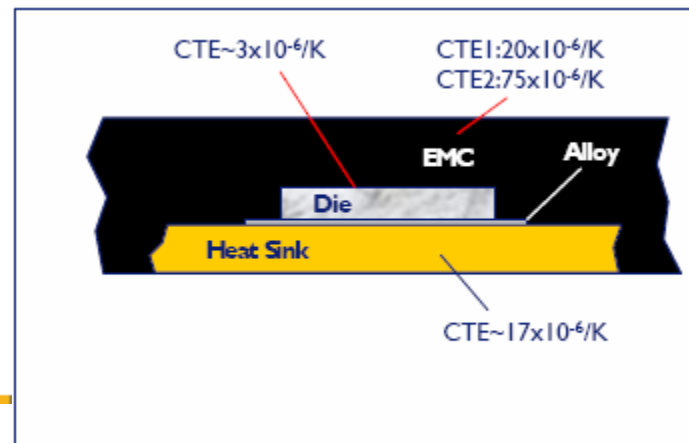 CTE~3x10⁻⁶/K
CTE1:20x10⁻⁶/K
CTE2:75x10⁻⁶/K
EMC
Alloy
Die
Heat Sink
CTE~17x10⁻⁶/K